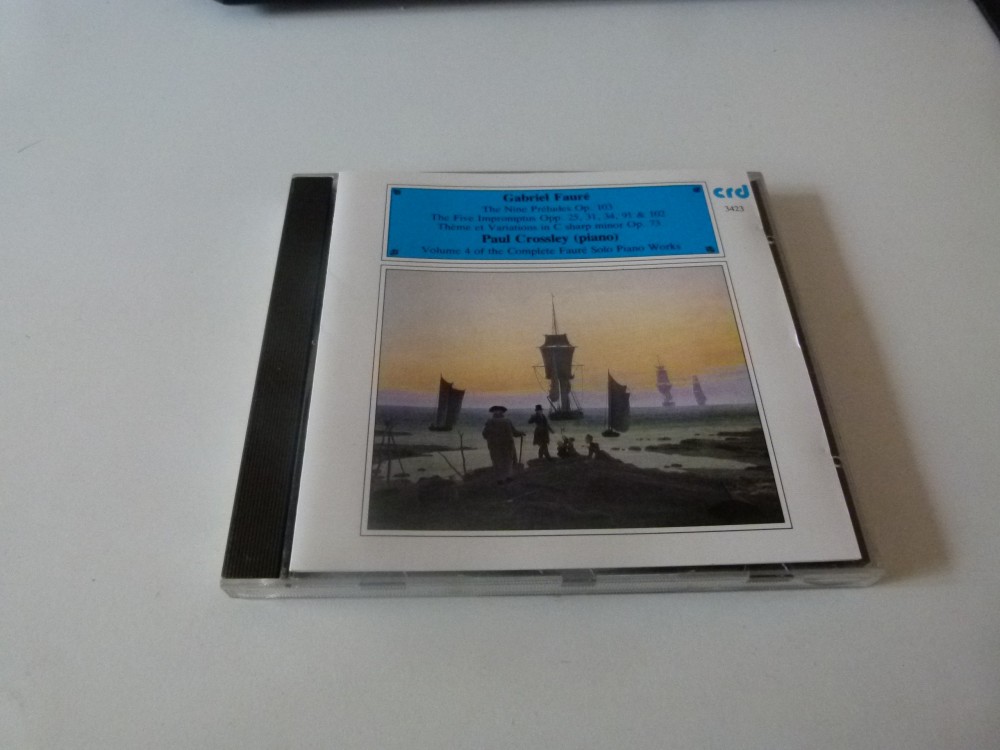 Gabriel Fauré
The Nine Préludes Op. 103
The Five Impromptus Opp. 25, 31, 34, 91 & 102
Thème et Variations in C sharp minor Op. 73
Paul Crossley (piano)
Volume 4 of the Complete Fauré Solo Piano Works
crd
3423